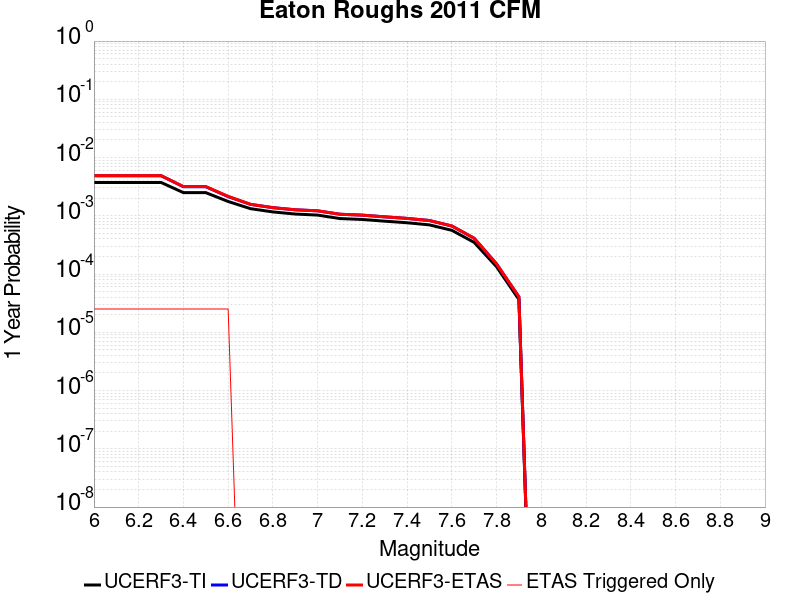 Eaton Roughs 2011 CFM
10^0
10^-1
10^-2
10^-3
10^-4
10^-5
10^-6
10^-7
10^-8
1 Year Probability
6 6.2 6.4 6.6 6.8 7 7.2 7.4 7.6 7.8 8 8.2 8.4 8.6 8.8 9
Magnitude
UCERF3-TI UCERF3-TD UCERF3-ETAS ETAS Triggered Only